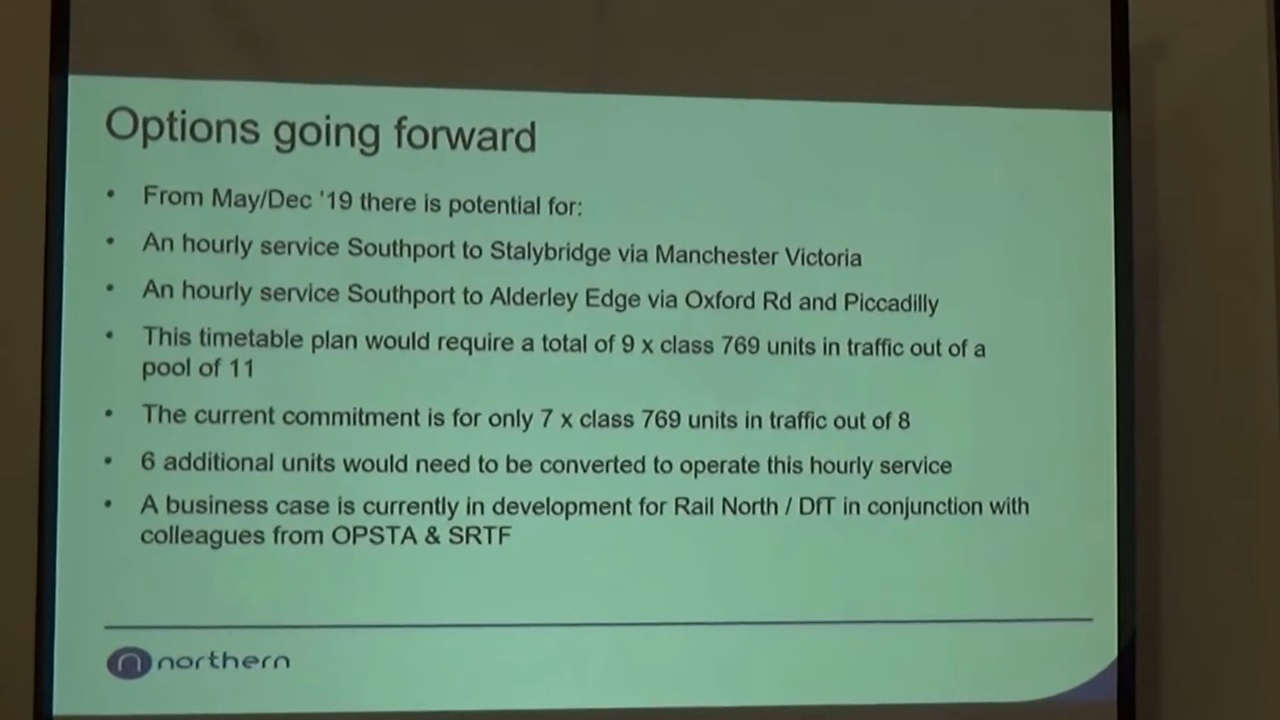 Options going forward
• From May/Dec '19 there is potential for:
• An hourly service Southport to Stalybridge via Manchester Victoria
• An hourly service Southport to Alderley Edge via Oxford Rd and Piccadilly
• This timetable plan would require a total of 9 x class 769 units in traffic out of a
pool of 11
• The current commitment is for only 7 x class 769 units in traffic out of 8
• 6 additional units would need to be converted to operate this hourly service
• A business case is currently in development for Rail North / DfT in conjunction with
colleagues from OPSTA & SRTF
n northern